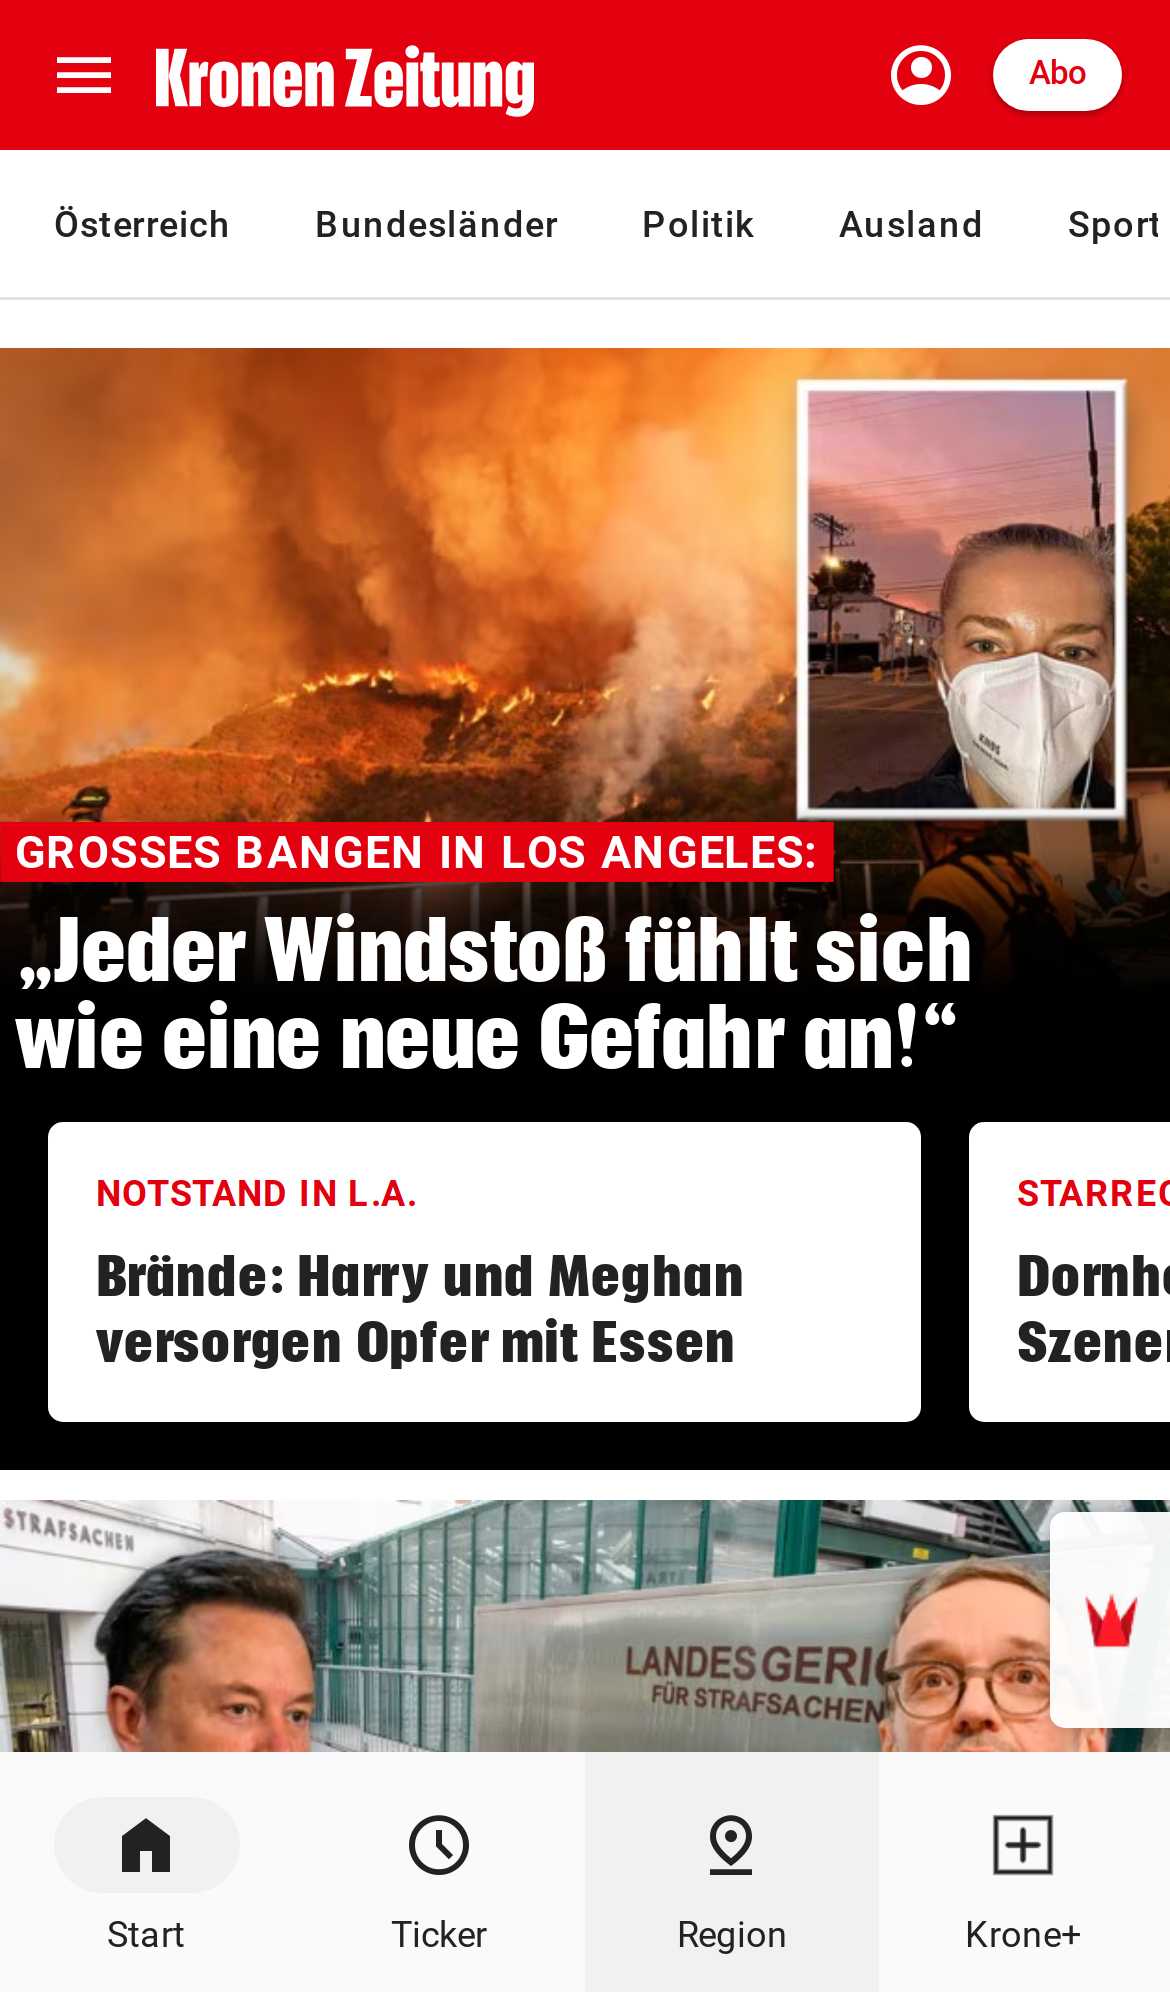 Kronen Zeitung
Abo
Österreich Bundesländer Politik Ausland Sport
GROSSES BANGEN IN LOS ANGELES:
„Jeder Windstoß fühlt sich
wie eine neue Gefahr an!“
NOTSTAND IN L.A.
Brände: Harry und Meghan
versorgen Opfer mit Essen
STRAFSACHEN
LANDESGERIC
FÜR STRAFSACHEN
Start Ticker Region Krone+